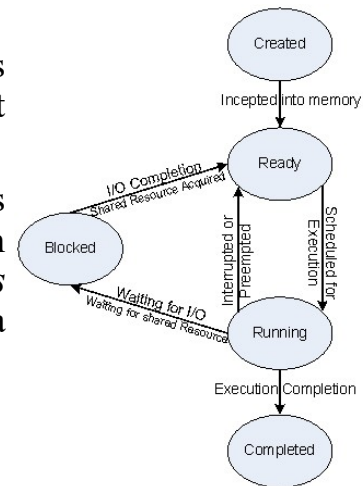 Created
Incepted into memory
Ready
I/O Completion
Shared Resource Acquired
Interrupted or
Preempted
Scheduled for
Execution
Blocked
Waiting for I/O
Waiting for shared Resource
Running
Execution Completion
Completed